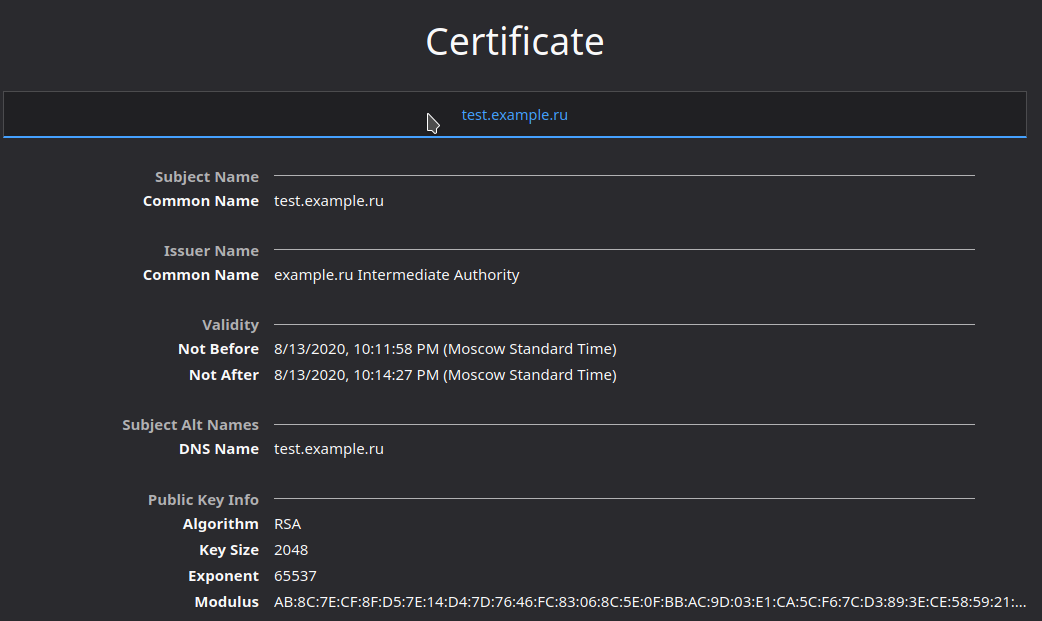 Certificate
test.example.ru
Subject Name
Common Name test.example.ru
Issuer Name
Common Name example.ru Intermediate Authority
Validity
Not Before 8/13/2020, 10:11:58 PM (Moscow Standard Time)
Not After 8/13/2020, 10:14:27 PM (Moscow Standard Time)
Subject Alt Names
DNS Name test.example.ru
Public Key Info
Algorithm RSA
Key Size 2048
Exponent 65537
Modulus AB:8C:7E:CF:8F:D5:7E:14:D4:7D:76:46:FC:83:06:8C:5E:0F:BB:AC:9D:03:E1:CA:5C:F6:7C:D3:89:3E:CE:58:59:21:...